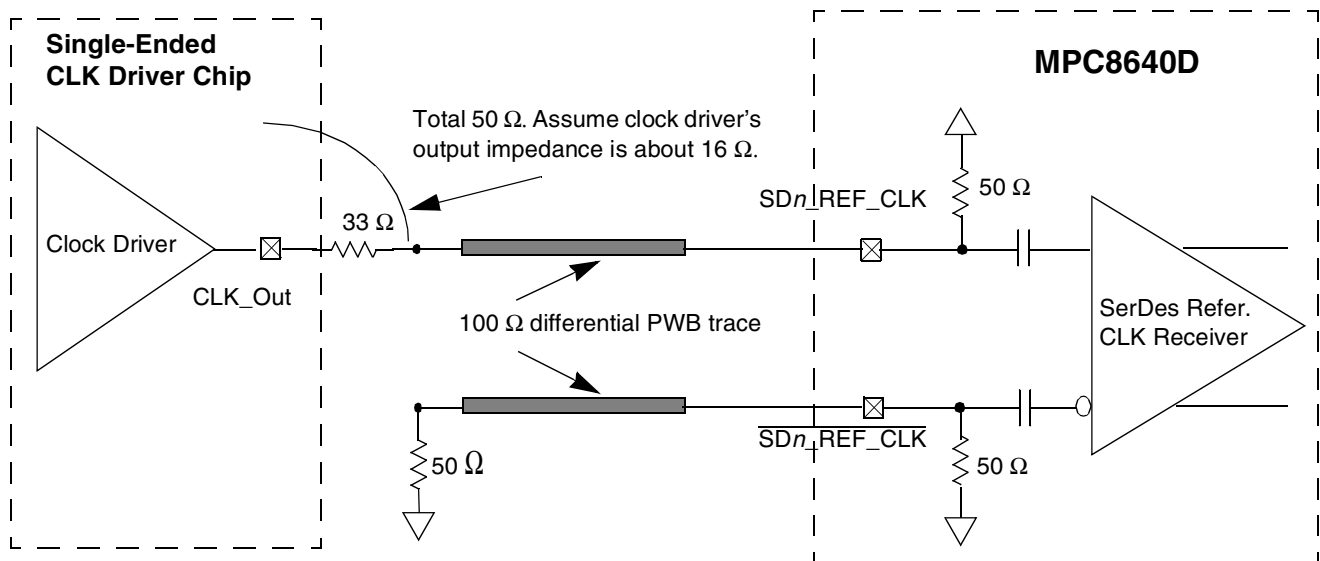 Single-Ended
CLK Driver Chip
MPC8640D
Total 50 Ω. Assume clock driver's
output impedance is about 16 Ω.
50 Ω
SDn_REF_CLK
33 Ω
Clock Driver
CLK_Out
100 Ω differential PWB trace
SerDes Refer.
CLK Receiver
SDn_REF_CLK
50 Ω
50 Ω